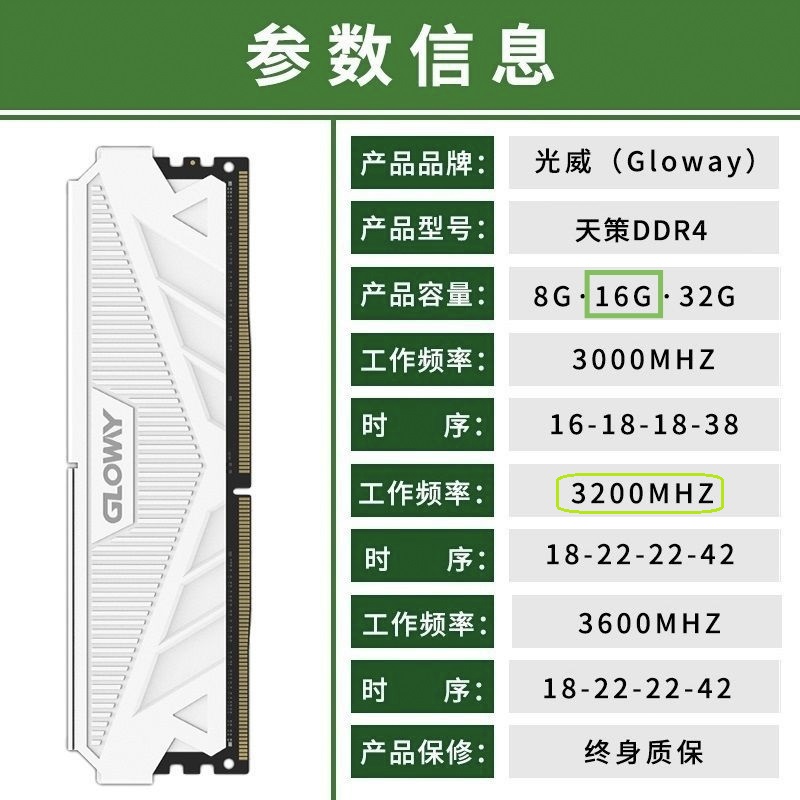 参数信息
GLOWAY
产品品牌： 光威（Gloway）
产品型号： 天策DDR4
产品容量： 8G·16G·32G
工作频率： 3000MHZ
时 序： 16-18-18-38
工作频率： 3200MHZ
时 序： 18-22-22-42
工作频率： 3600MHZ
时 序： 18-22-22-42
产品保修： 终身质保